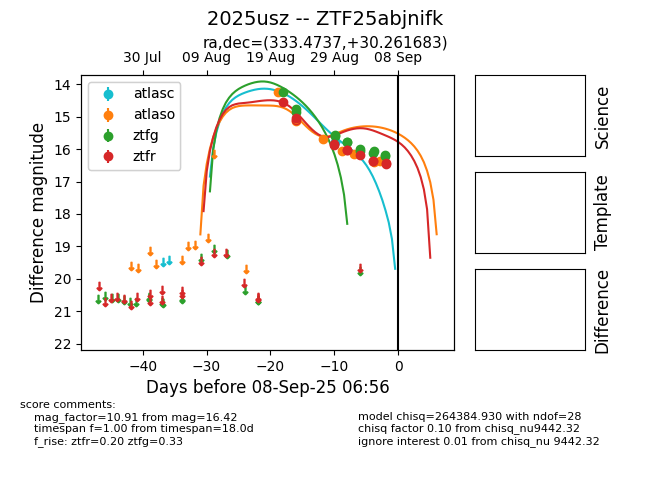 2025usz -- ZTF25abjnifk
ra,dec=(333.4737,+30.261683)
30 Jul 09 Aug 19 Aug 29 Aug 08 Sep
atlasc
atlaso
ztfg
ztfr
14
15
16
17
18
19
20
21
22
Difference magnitude
−40 −30 −20 −10 0
Days before 08-Sep-25 06:56
Science
Template
Difference
score comments:
mag_factor=10.91 from mag=16.42
timespan f=1.00 from timespan=18.0d
f_rise: ztfr=0.20 ztfg=0.33
model chisq=264384.930 with ndof=28
chisq factor 0.10 from chisq_nu9442.32
ignore interest 0.01 from chisq_nu 9442.32